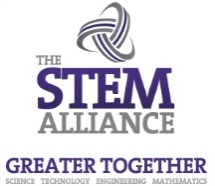 THE
STEM
ALLIANCE
GREATER TOGETHER
SCIENCE TECHNOLOGY ENGINEERING MATHEMATICS